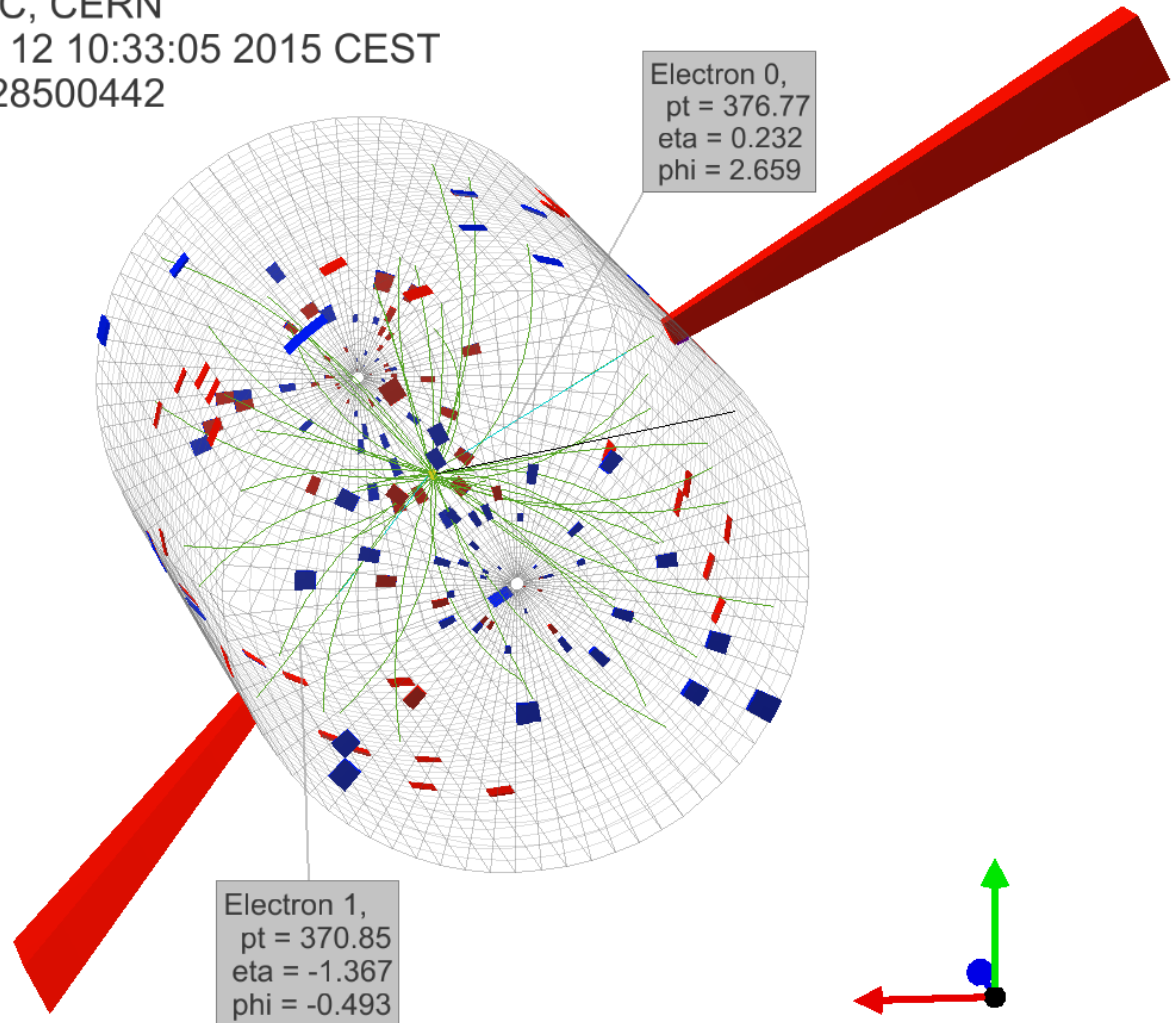 C, CERN
12 10:33:05 2015 CEST
28500442
Electron 0,
pt = 376.77
eta = 0.232
phi = 2.659
Electron 1,
pt = 370.85
eta = -1.367
phi = -0.493